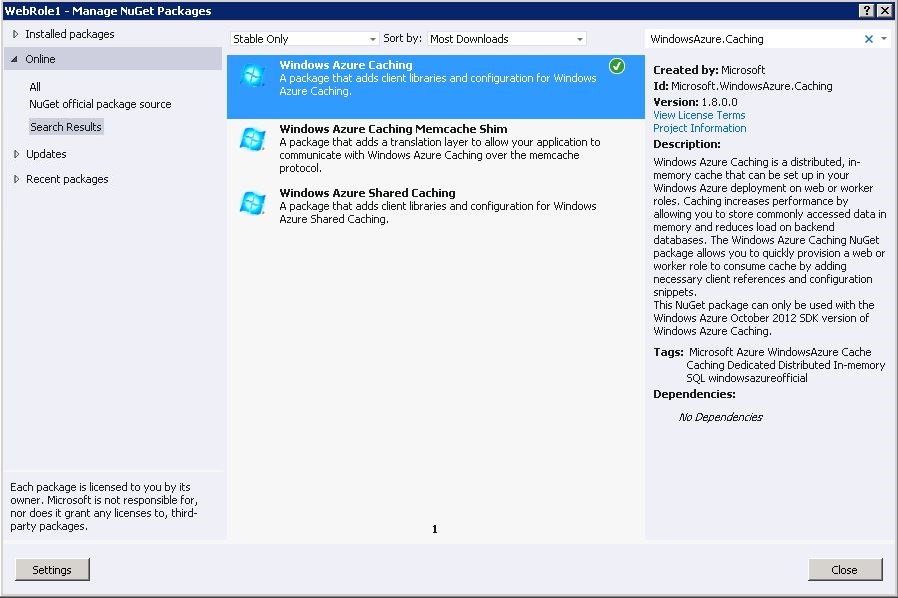 WebRole1 - Manage NuGet Packages
Installed packages
Online
All
NuGet official package source
Search Results
Updates
Recent packages
Each package is licensed to you by its
owner. Microsoft is not responsible for,
nor does it grant any licenses to, third-
party packages.
Stable Only
Sort by: Most Downloads
Windows Azure Caching
A package that adds client libraries and configuration for Windows
Azure Caching.
Windows Azure Caching Memcache Shim
A package that adds a translation layer to allow your application to
communicate with Windows Azure Caching over the memcache
protocol.
Windows Azure Shared Caching
A package that adds client libraries and configuration for Windows
Azure Shared Caching.
1
WindowsAzure.Caching
Created by: Microsoft
Id: Microsoft.WindowsAzure.Caching
Version: 1.8.0.0
View License Terms
Project Information
Description:
Windows Azure Caching is a distributed, in-
memory cache that can be set up in your
Windows Azure deployment on web or worker
roles. Caching increases performance by
allowing you to store commonly accessed data in
memory and reduces load on backend
databases. The Windows Azure Caching NuGet
package allows you to quickly provision a web or
worker role to consume cache by adding
necessary client references and configuration
snippets.
This NuGet package can only be used with the
Windows Azure October 2012 SDK version of
Windows Azure Caching.
Tags: Microsoft Azure WindowsAzure Cache
Caching Dedicated Distributed In-memory
SQL windowsazureofficial
Dependencies:
No Dependencies
Settings
Close